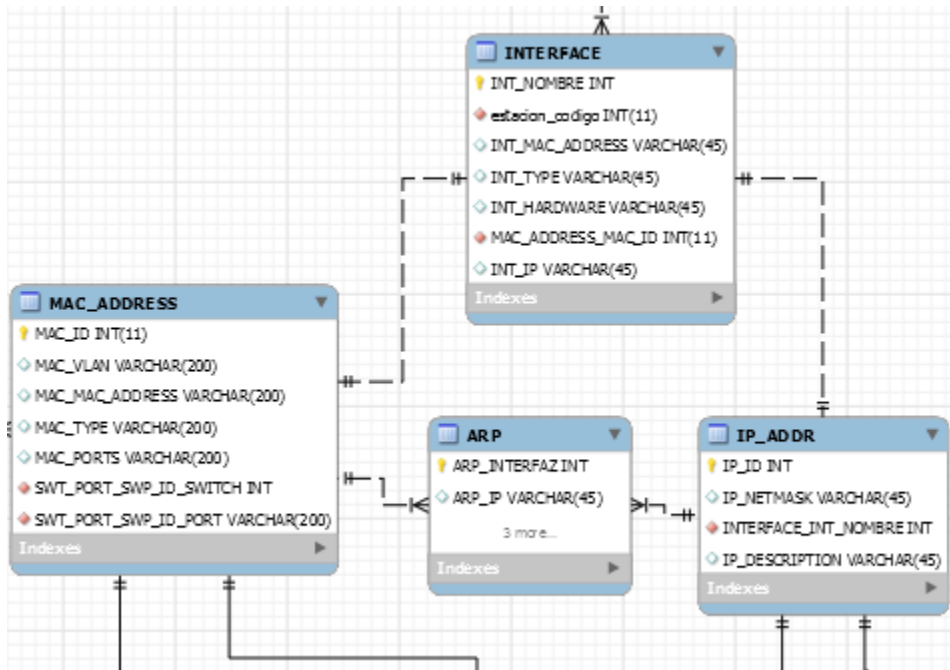 INTERFACE
INT_NOMBRE INT
estacion_codigo INT(11)
INT_MAC_ADDRESS VARCHAR(45)
INT_TYPE VARCHAR(45)
INT_HARDWARE VARCHAR(45)
MAC_ADDRESS_MAC_ID INT(11)
INT_IP VARCHAR(45)
Indexes
MAC_ADDRESS
MAC_ID INT(11)
MAC_VLAN VARCHAR(200)
MAC_MAC_ADDRESS VARCHAR(200)
MAC_TYPE VARCHAR(200)
MAC_PORTS VARCHAR(200)
SWT_PORT_SWP_ID_SWITCH INT
SWT_PORT_SWP_ID_PORT VARCHAR(200)
Indexes
ARP
ARP_INTERFAZ INT
ARP_IP VARCHAR(45)
3 more...
Indexes
IP_ADDR
IP_ID INT
IP_NETMASK VARCHAR(45)
INTERFACE_INT_NOMBRE INT
IP_DESCRIPTION VARCHAR(45)
Indexes